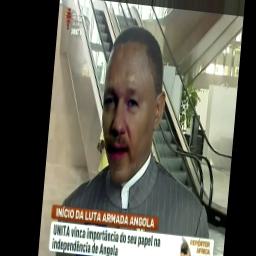 INÍCIO DA LUTA ARMADA ANGOLA
UNITA vinca importância do seu papel na
independência de Angola
REPÓRTER
ÁFRICA